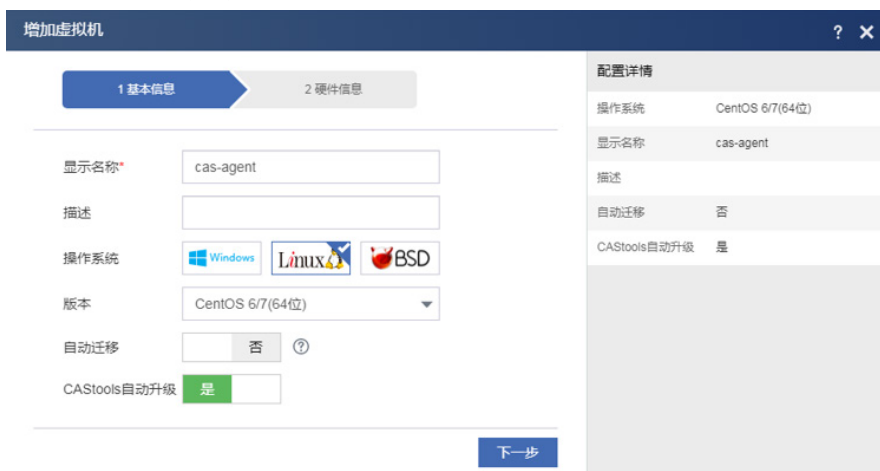 增加虚拟机
?
1 基本信息
2 硬件信息
显示名称* cas-agent
描述
操作系统 Windows Linux BSD
版本 CentOS 6/7(64位)
自动迁移 否 ?
CAStools自动升级 是
下一步
配置详情
操作系统 CentOS 6/7(64位)
显示名称 cas-agent
描述
自动迁移 否
CAStools自动升级 是